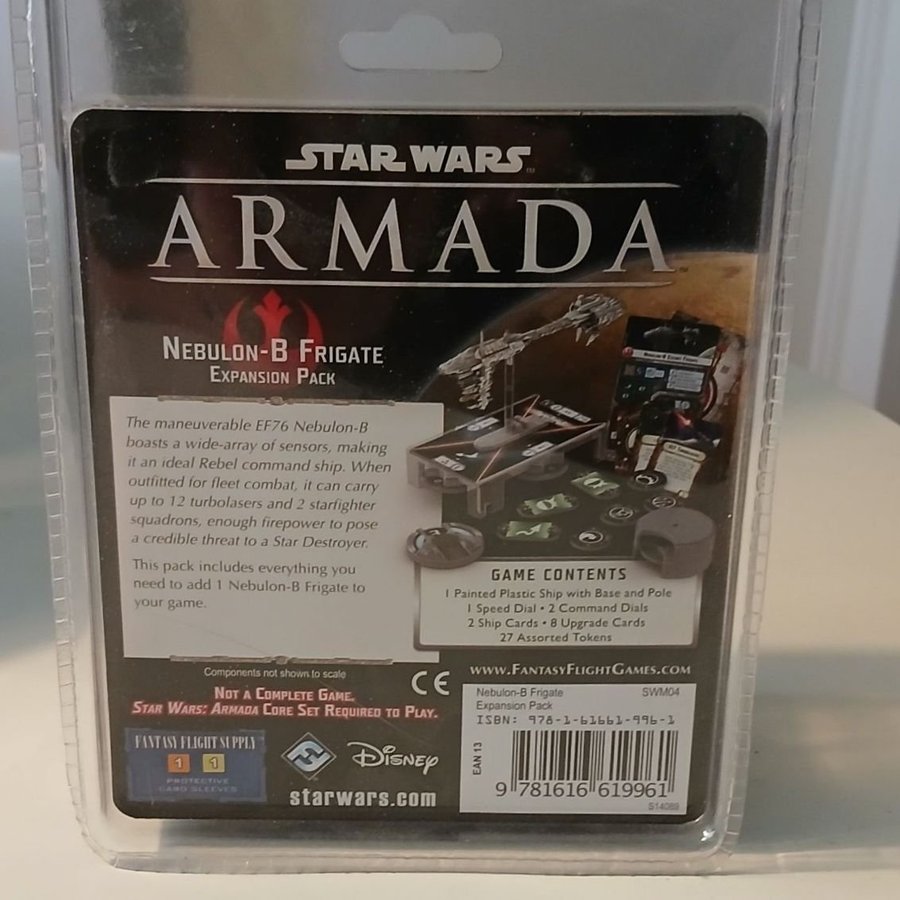 STAR WARS
ARMADA
NEBULON-B FRIGATE
EXPANSION PACK
The maneuverable EF76 Nebulon-B
boasts a wide-array of sensors, making
it an ideal Rebel command ship. When
outfitted for fleet combat, it can carry
up to 12 turbolasers and 2 starfighter
squadrons, enough firepower to pose
a credible threat to a Star Destroyer.
This pack includes everything you
need to add 1 Nebulon-B Frigate to
your game.
NEBULON-B ESCORT FRIGATE
GAME CONTENTS
1 Painted Plastic Ship with Base and Pole
1 Speed Dial • 2 Command Dials
2 Ship Cards • 8 Upgrade Cards
27 Assorted Tokens
Components not shown to scale
CE
WWW.FANTASYFLIGHTGAMES.COM
NOT A COMPLETE GAME.
STAR WARS: ARMADA CORE SET REQUIRED TO PLAY.
FANTASY FLIGHT SUPPLY
1 1
PROTECTIVE
CARD SLEEVES
Disney
starwars.com
Nebulon-B Frigate SWM04
Expansion Pack
ISBN: 978-1-61661-996-1
EAN 13
9 781616 619961
S14089